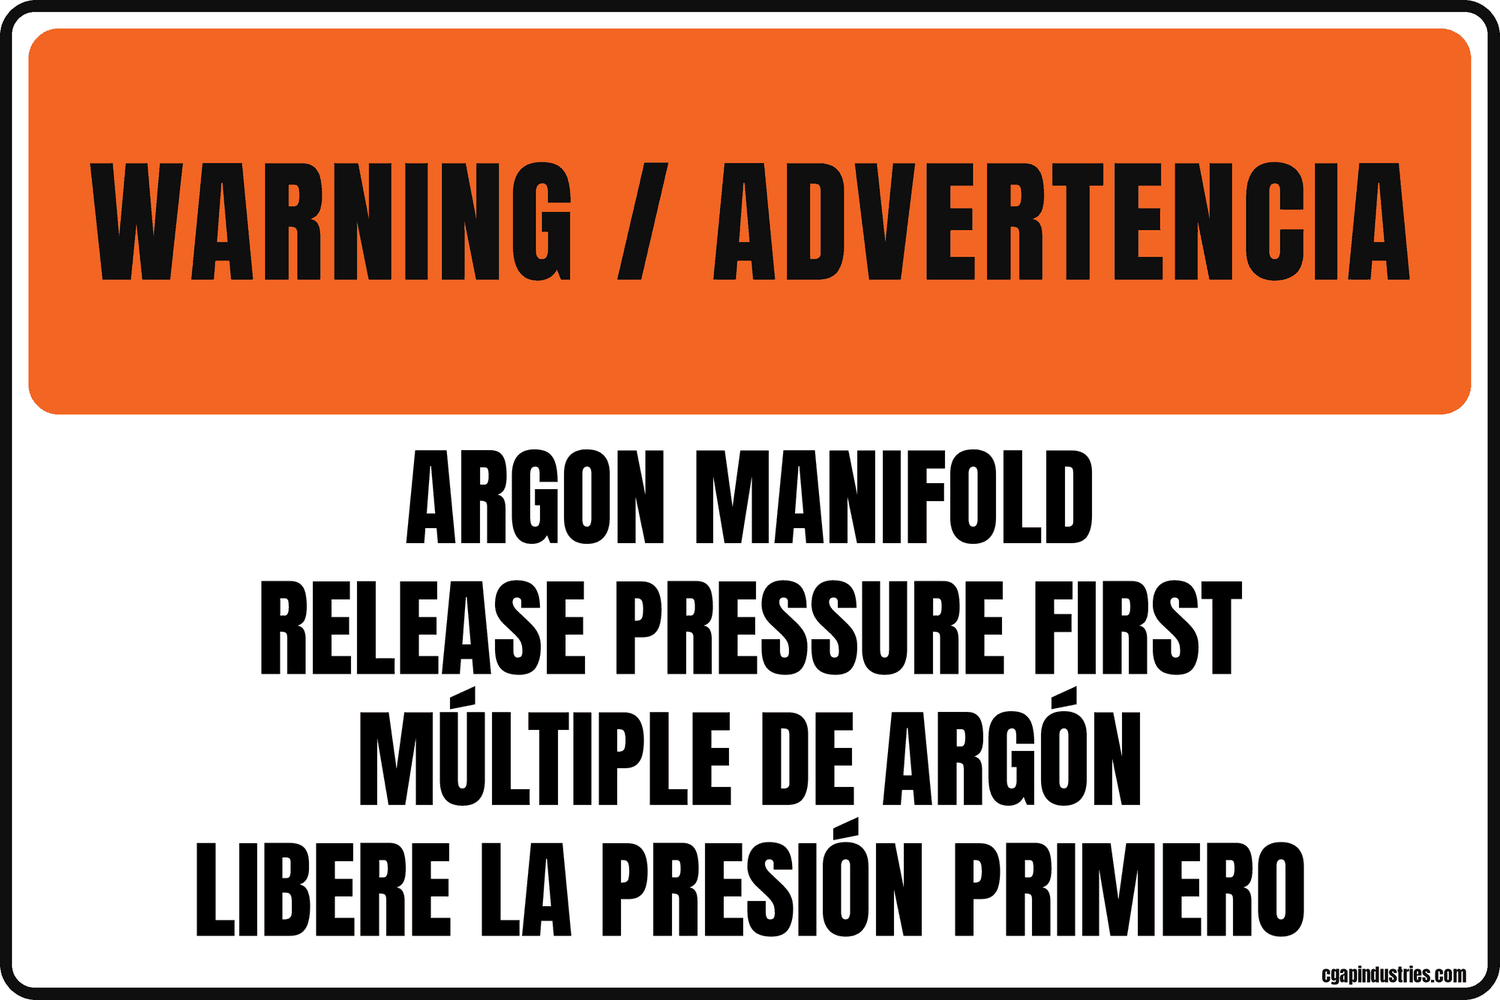 WARNING / ADVERTENCIA
ARGON MANIFOLD
RELEASE PRESSURE FIRST
MÚLTIPLE DE ARGÓN
LIBERE LA PRESIÓN PRIMERO
cgapindustries.com